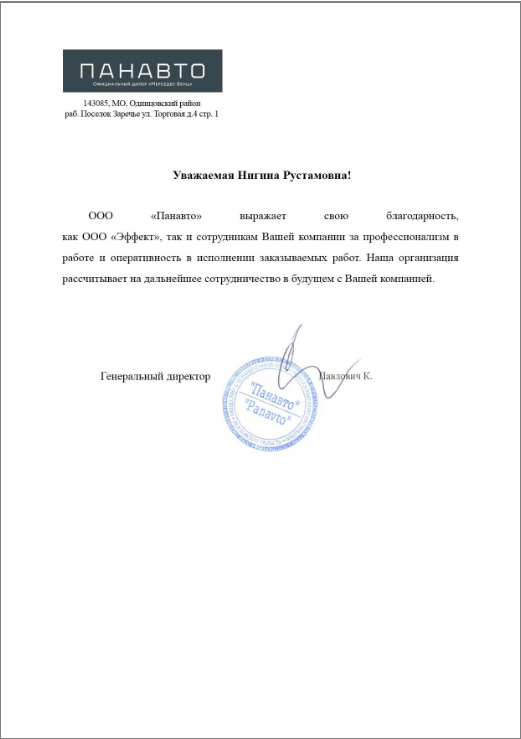 ПАНАВТО
Официальный дилер «Мерседес-Бенц»
143085, МО, Одинцовский район
раб. Поселок Заречье ул. Торговая д.4 стр. 1
Уважаемая Нигина Рустамовна!
ООО «Панавто» выражает свою благодарность,
как ООО «Эффект», так и сотрудникам Вашей компании за профессионализм в
работе и оперативность в исполнении заказываемых работ. Наша организация
рассчитывает на дальнейшее сотрудничество в будущем с Вашей компанией.
Генеральный директор
Павлович К.
"Панавто"
"Panavto"